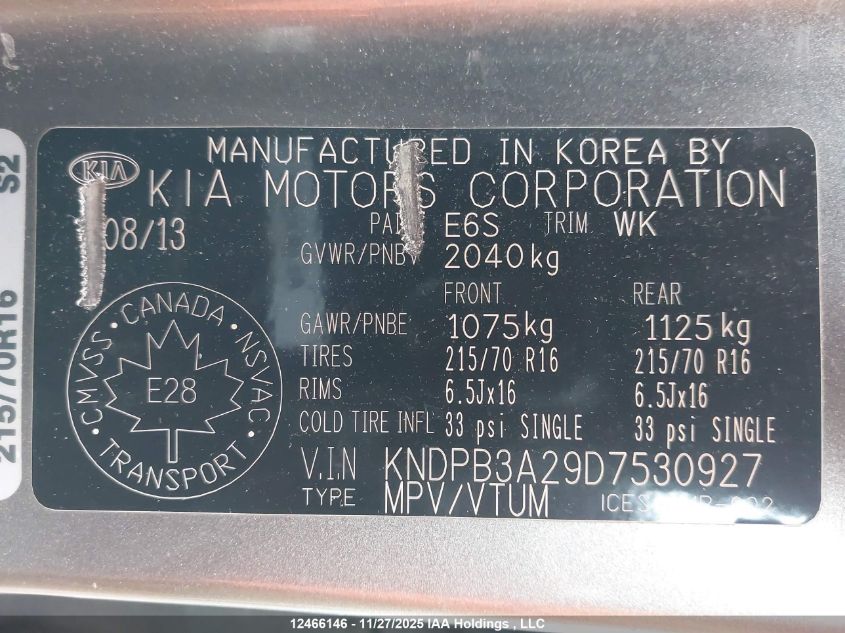 S2
215/70R16
MANUFACTURED IN KOREA BY
KIA
KIA MOTORS CORPORATION
08/13
E6S TRIM WK
GVWR/PNBV 2040kg
FRONT REAR
GAWR/PNBE 1075kg 1125kg
TIRES 215/70 R16 215/70 R16
RIMS 6.5Jx16 6.5Jx16
COLD TIRE INFL 33 psi SINGLE 33 psi SINGLE
V.I.N KNDPB3A29D7530927
TYPE MPV/VTUM
CANADA
CMVSS NSVAC
E28
TRANSPORT
12466146 - 11/27/2025 IAA Holdings , LLC